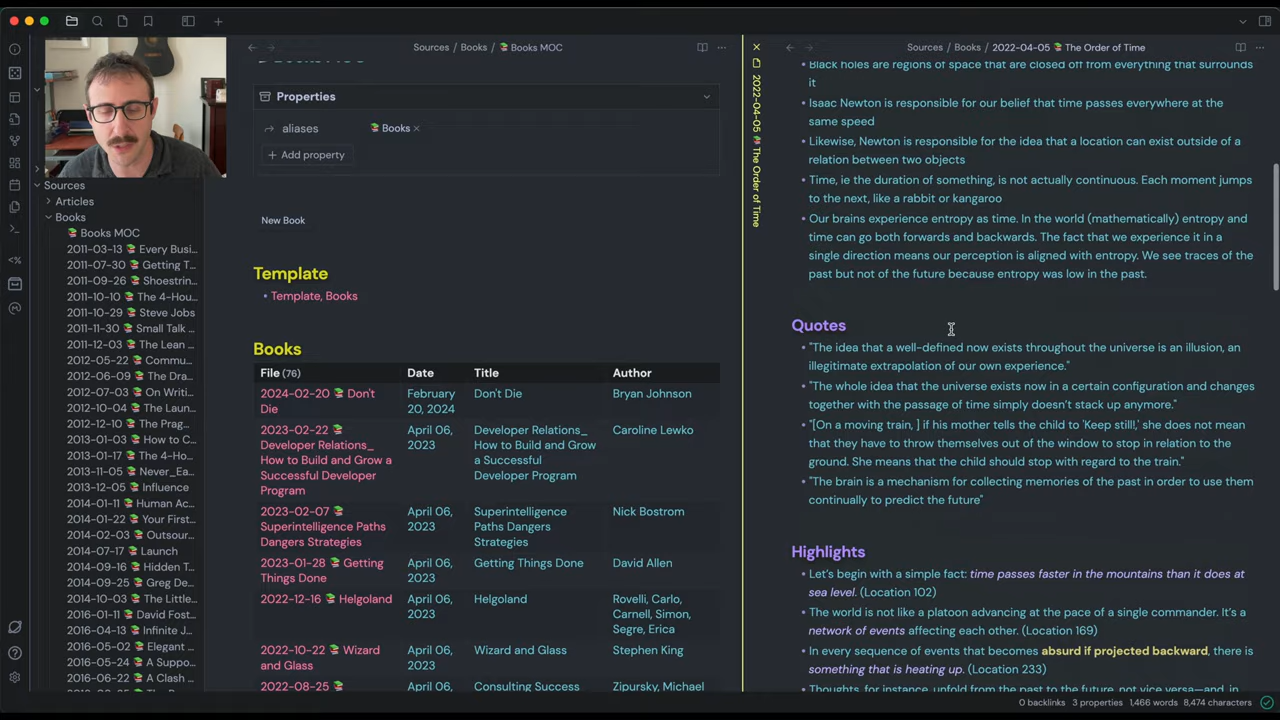 Sources
Articles
Books
Books MOC
2011-03-13 Every Busi...
2011-07-30 Getting T...
2011-09-26 Shoestrin...
2011-10-10 The 4-Hou...
2011-10-29 Steve Jobs
2011-11-30 Small Talk ...
2011-12-03 The Lean ...
2012-05-22 Commu...
2012-06-09 The Dra...
2012-07-03 On Writi...
2012-10-04 The Laun...
2012-12-10 The Prag...
2013-01-03 How to C...
2013-01-17 The 4-Ho...
2013-11-05 Never_Ea...
2013-12-05 Influence
2014-01-11 Human Ac...
2014-01-22 Your First...
2014-02-03 Outsour...
2014-07-17 Launch
2014-09-16 Hidden T...
2014-09-25 Greg De...
2014-10-03 The Little...
2016-01-11 David Fost...
2016-04-13 Infinite J...
2016-05-02 Elegant ...
2016-05-24 A Suppo...
2016-06-22 A Clash ...
Sources / Books / Books MOC
Books MOC
Properties
aliases Books ×
+ Add property
New Book
Template
• Template, Books
Books
File (76) Date Title Author
2024-02-20 Don't Die February 20, 2024 Don't Die Bryan Johnson
2023-02-22 Developer Relations_ How to Build and Grow a Successful Developer Program April 06, 2023 Developer Relations_ How to Build and Grow a Successful Developer Program Caroline Lewko
2023-02-07 Superintelligence Paths Dangers Strategies April 06, 2023 Superintelligence Paths Dangers Strategies Nick Bostrom
2023-01-28 Getting Things Done April 06, 2023 Getting Things Done David Allen
2022-12-16 Helgoland April 06, 2023 Helgoland Rovelli, Carlo, Carnell, Simon, Segre, Erica
2022-10-22 Wizard and Glass April 06, 2023 Wizard and Glass Stephen King
2022-08-25 April 06, Consulting Success Zipursky, Michael
2022-04-05 The Order of Time
Sources / Books / 2022-04-05 The Order of Time
• Black holes are regions of space that are closed off from everything that surrounds
it
• Isaac Newton is responsible for our belief that time passes everywhere at the
same speed
• Likewise, Newton is responsible for the idea that a location can exist outside of a
relation between two objects
• Time, ie the duration of something, is not actually continuous. Each moment jumps
to the next, like a rabbit or kangaroo
• Our brains experience entropy as time. In the world (mathematically) entropy and
time can go both forwards and backwards. The fact that we experience it in a
single direction means our perception is aligned with entropy. We see traces of the
past but not of the future because entropy was low in the past.
Quotes
• "The idea that a well-defined now exists throughout the universe is an illusion, an
illegitimate extrapolation of our own experience."
• "The whole idea that the universe exists now in a certain configuration and changes
together with the passage of time simply doesn't stack up anymore."
• "[On a moving train, ] if his mother tells the child to 'Keep still!,' she does not mean
that they have to throw themselves out of the window to stop in relation to the
ground. She means that the child should stop with regard to the train."
• "The brain is a mechanism for collecting memories of the past in order to use them
continually to predict the future"
Highlights
• Let's begin with a simple fact: time passes faster in the mountains than it does at
sea level. (Location 102)
• The world is not like a platoon advancing at the pace of a single commander. It's a
network of events affecting each other. (Location 169)
• In every sequence of events that becomes absurd if projected backward, there is
something that is heating up. (Location 233)
• Thoughts, for instance, unfold from the past to the future, not vice versa—and, in
0 backlinks 3 properties 1,466 words 8,474 characters